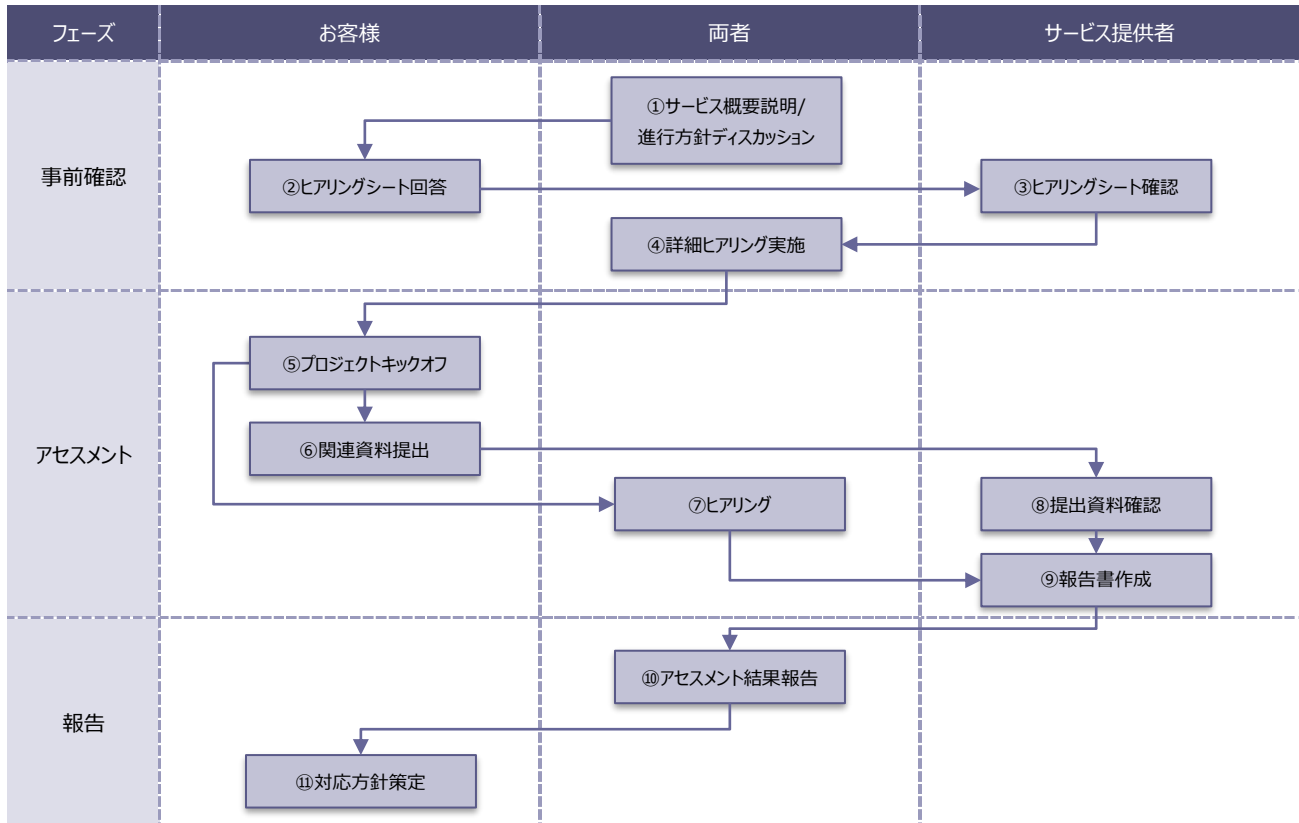 フェーズ
お客様
両者
サービス提供者
事前確認
①サービス概要説明/
進行方針ディスカッション
②ヒアリングシート回答
③ヒアリングシート確認
④詳細ヒアリング実施
アセスメント
⑤プロジェクトキックオフ
⑥関連資料提出
⑦ヒアリング
⑧提出資料確認
⑨報告書作成
報告
⑩アセスメント結果報告
⑪対応方針策定